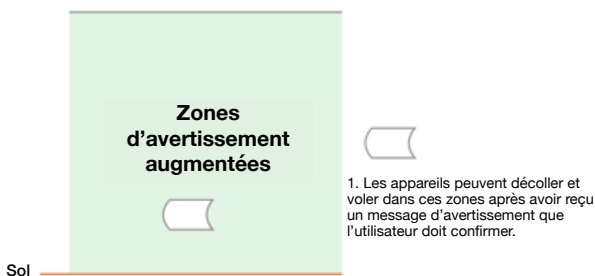 Zones
d’avertissement
augmentées
1. Les appareils peuvent décoller et
voler dans ces zones après avoir reçu
un message d’avertissement que
l’utilisateur doit confirmer.
Sol